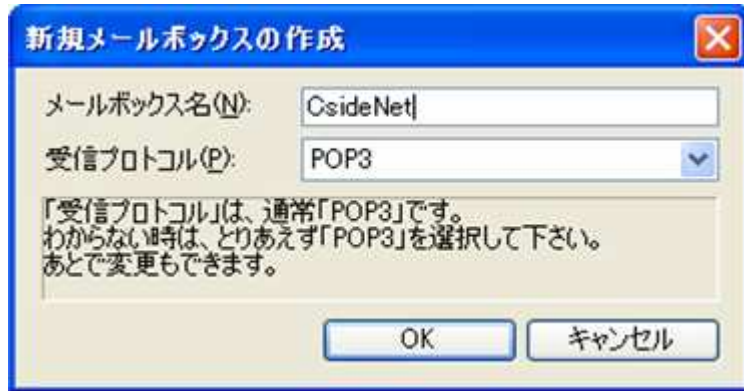 新規メールボックスの作成
メールボックス名(N): CsideNet
受信プロトコル(P): POP3
「受信プロトコル」は、通常「POP3」です。
わからない時は、とりあえず「POP3」を選択して下さい。
あとで変更もできます。
OK キャンセル